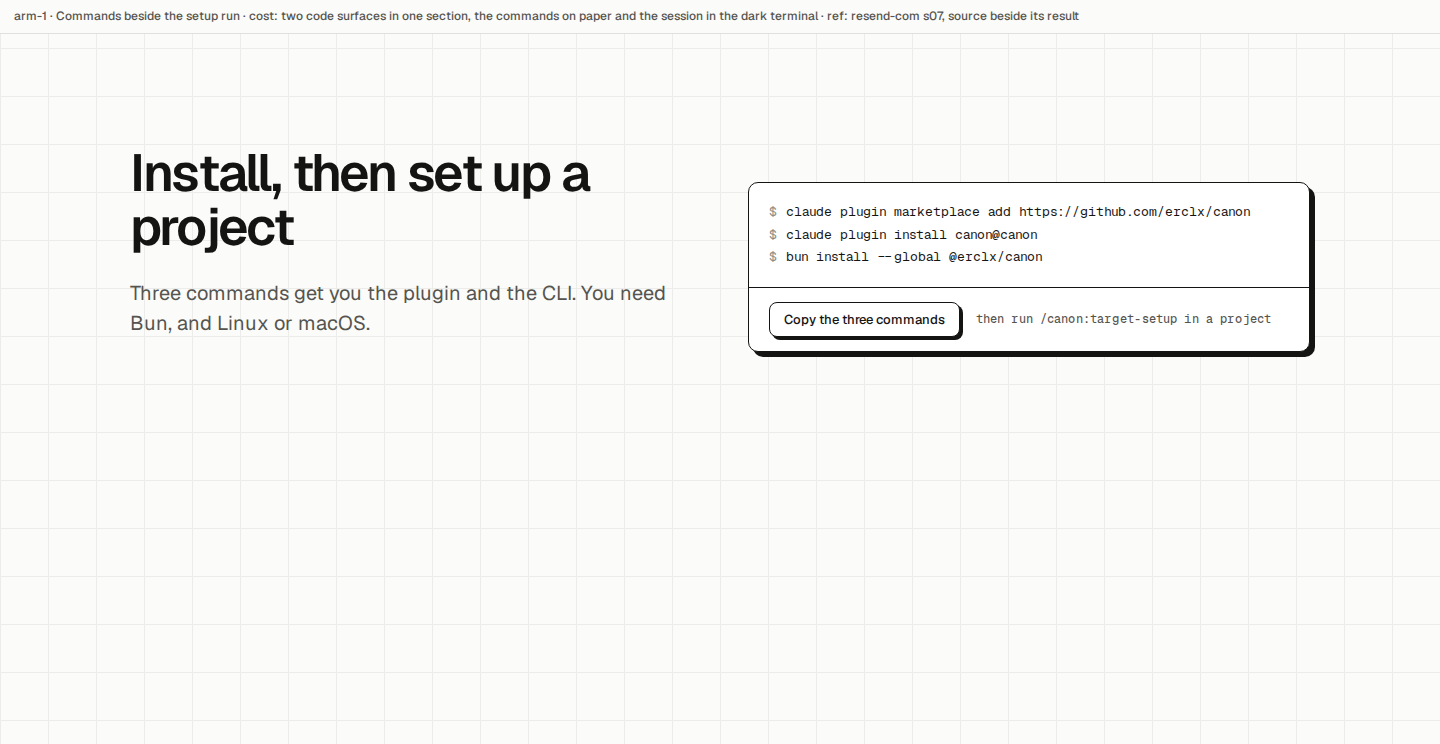 arm-1 · Commands beside the setup run · cost: two code surfaces in one section, the commands on paper and the session in the dark terminal · ref: resend-com s07, source beside its result
Install, then set up a
project
Three commands get you the plugin and the CLI. You need
Bun, and Linux or macOS.
$ claude plugin marketplace add https://github.com/erclx/canon
$ claude plugin install canon@canon
$ bun install --global @erclx/canon
Copy the three commands then run /canon:target-setup in a project